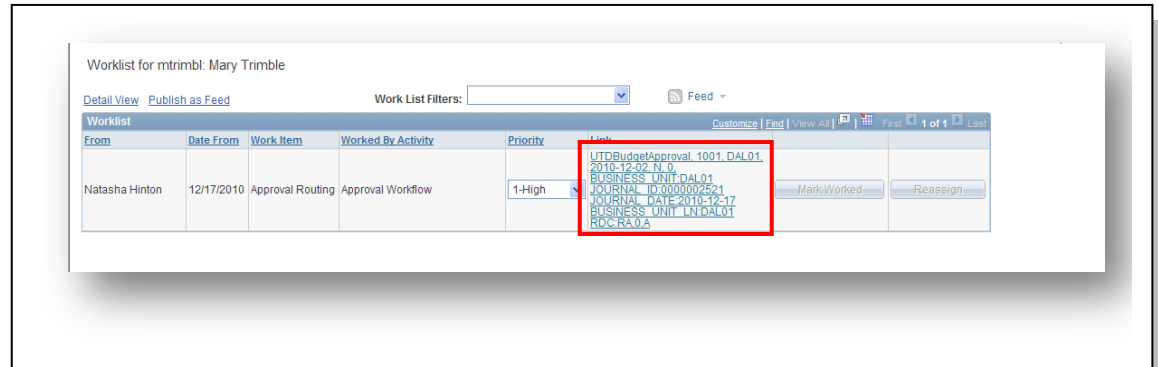 Worklist for mtrimbl: Mary Trimble
Detail View Publish as Feed Work List Filters: Feed
Worklist Customize | Find | View All | | First 1 of 1 Last
From Date From Work Item Worked By Activity Priority Link
Natasha Hinton 12/17/2010 Approval Routing Approval Workflow 1-High
UTDBudgetApproval, 1001, DAL01,
2010-12-02, N, 0,
BUSINESS_UNIT:DAL01
JOURNAL_ID:0000002521
JOURNAL_DATE:2010-12-17
BUSINESS_UNIT_LN:DAL01
RDC:RA,0,A
Mark Worked Reassign